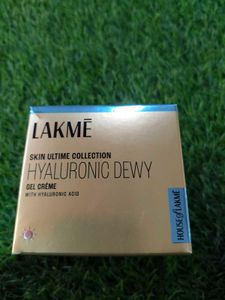 LAKMĒ
SKIN ULTIME COLLECTION
HYALURONIC DEWY
GEL CRÈME
WITH HYALURONIC ACID
HOUSE of LAKMĒ